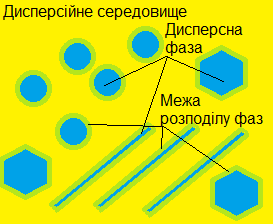 Дисперсійне середовище
Дисперсна
фаза
Межа
розподілу фаз